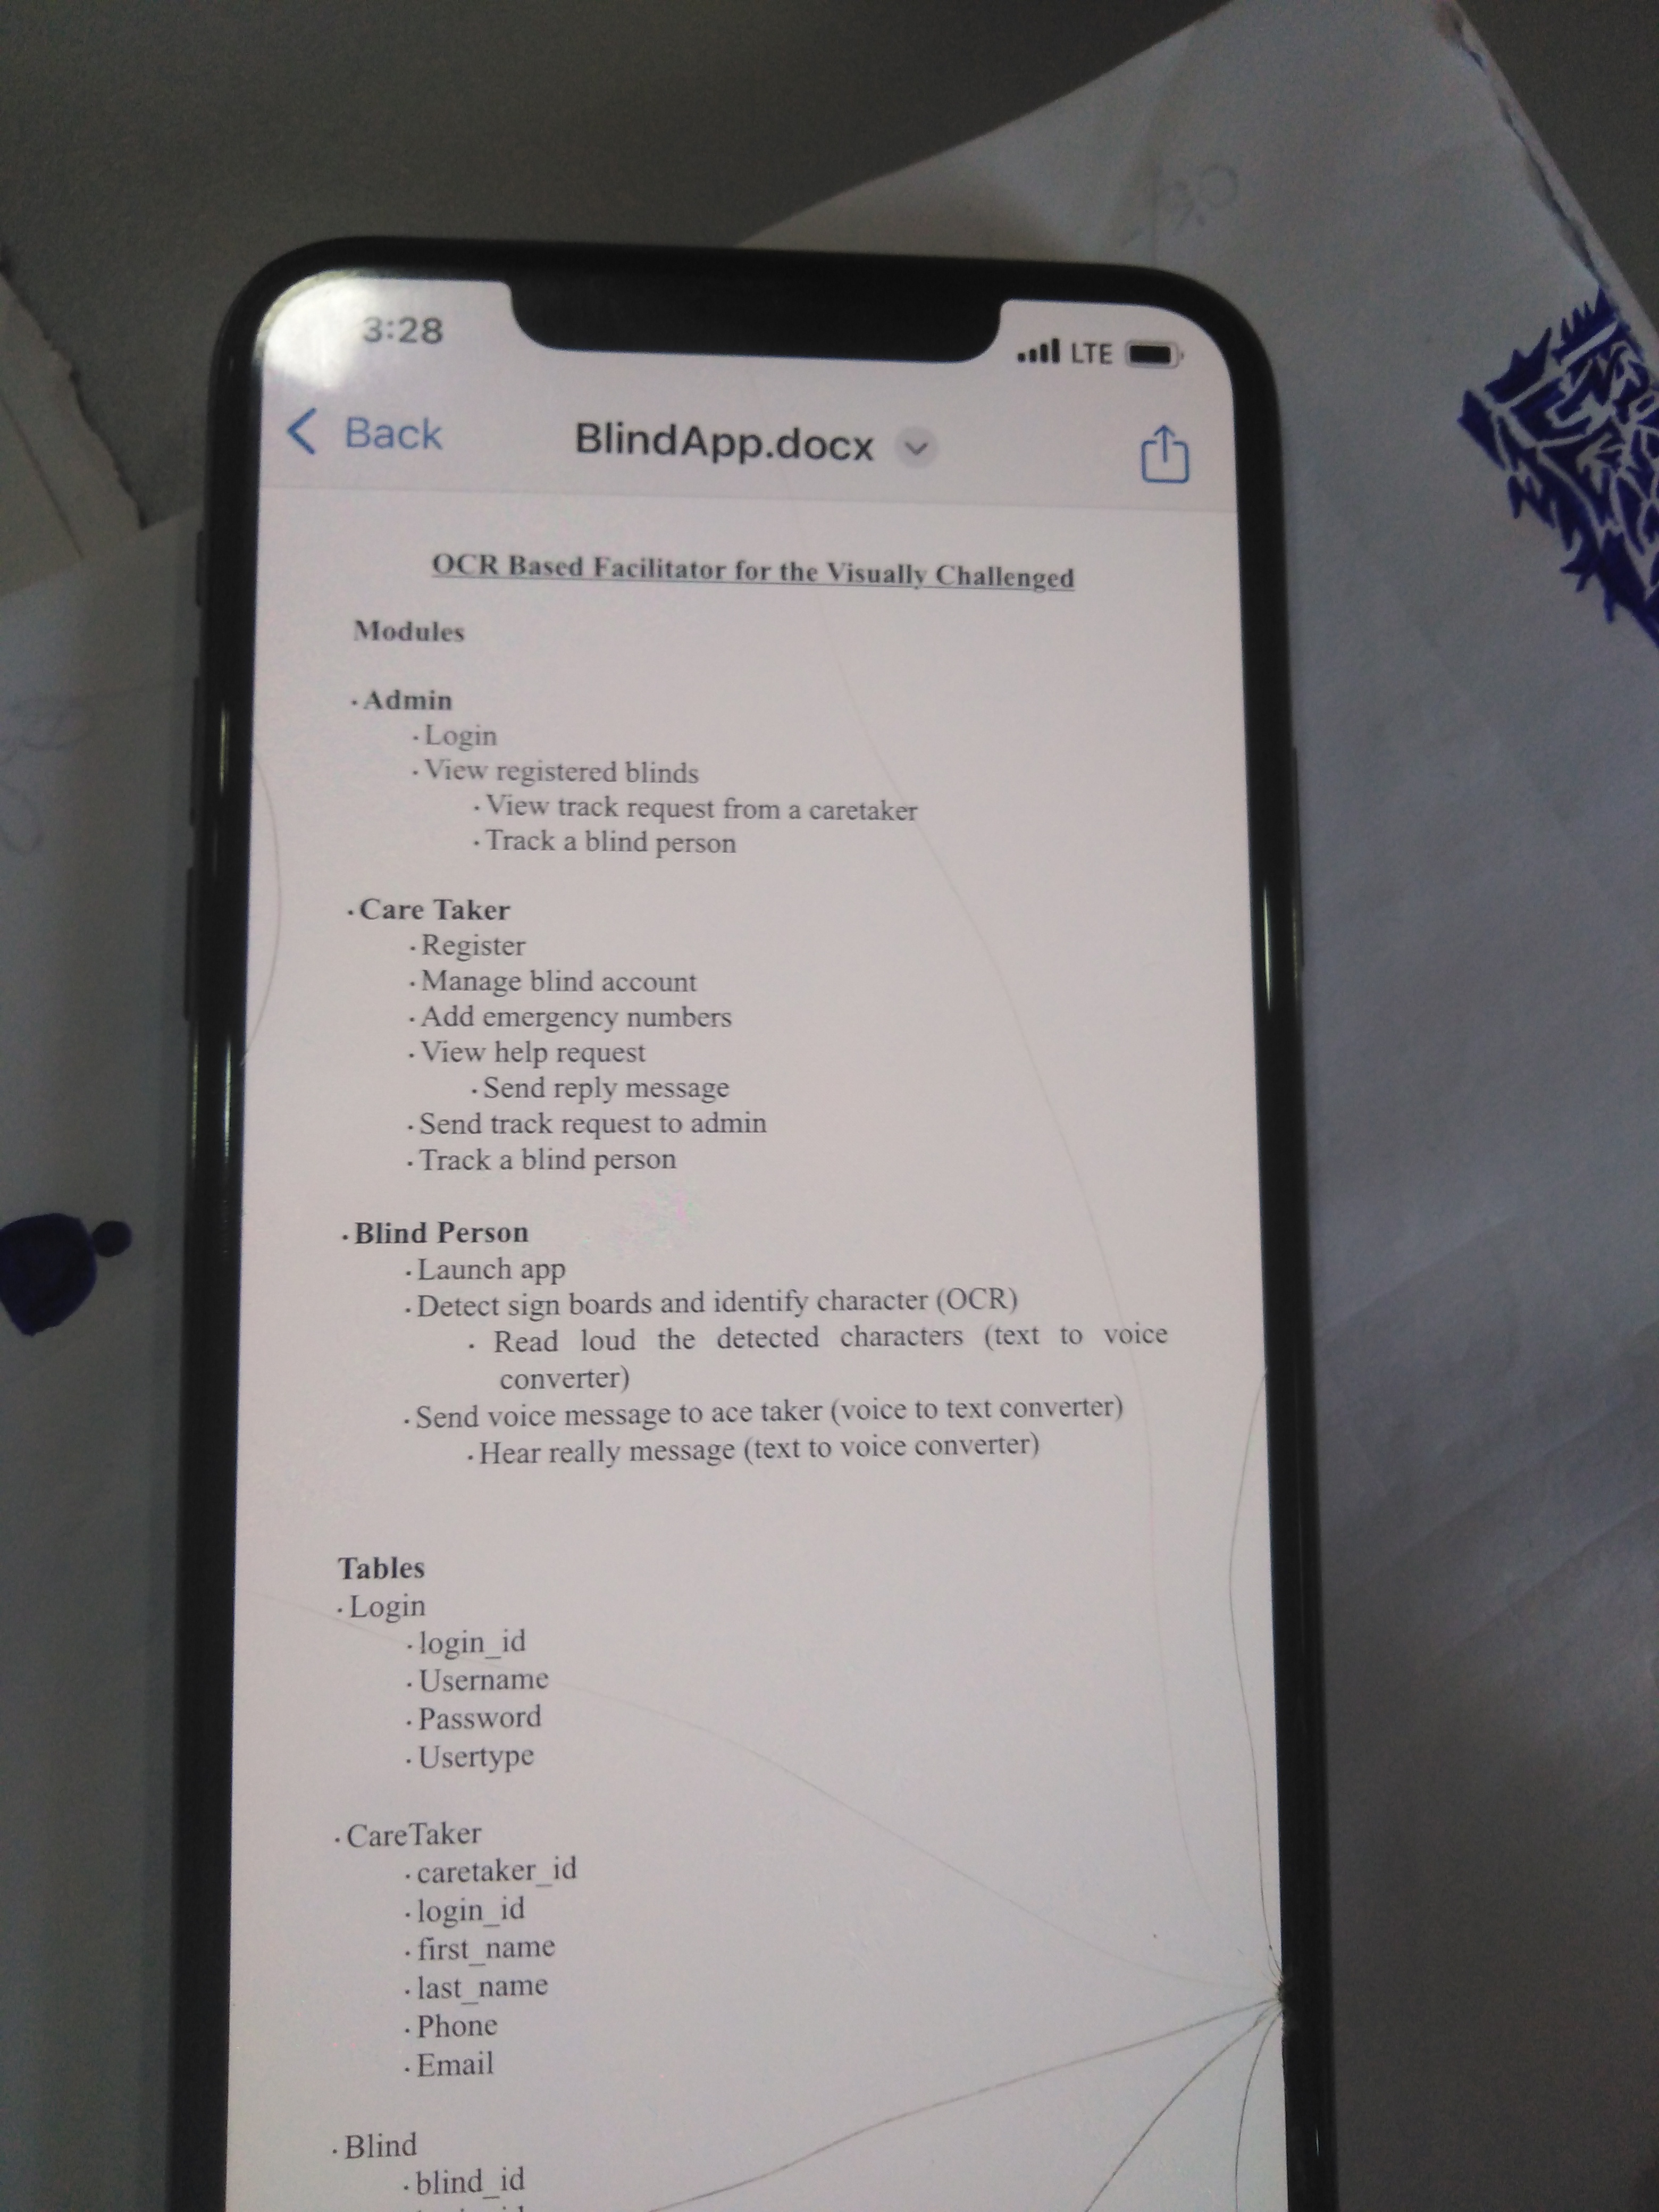 3:28
LTE
Back
BlindApp.docx
OCR Based Facilitator for the Visually Challenged
Modules
· Admin
· Login
· View registered blinds
· View track request from a caretaker
· Track a blind person
· Care Taker
· Register
· Manage blind account
· Add emergency numbers
· View help request
· Send reply message
· Send track request to admin
· Track a blind person
· Blind Person
· Launch app
· Detect sign boards and identify character (OCR)
· Read loud the detected characters (text to voice
converter)
· Send voice message to ace taker (voice to text converter)
· Hear really message (text to voice converter)
Tables
· Login
· login_id
· Username
· Password
· Usertype
· CareTaker
· caretaker_id
· login_id
· first_name
· last_name
· Phone
· Email
· Blind
· blind_id